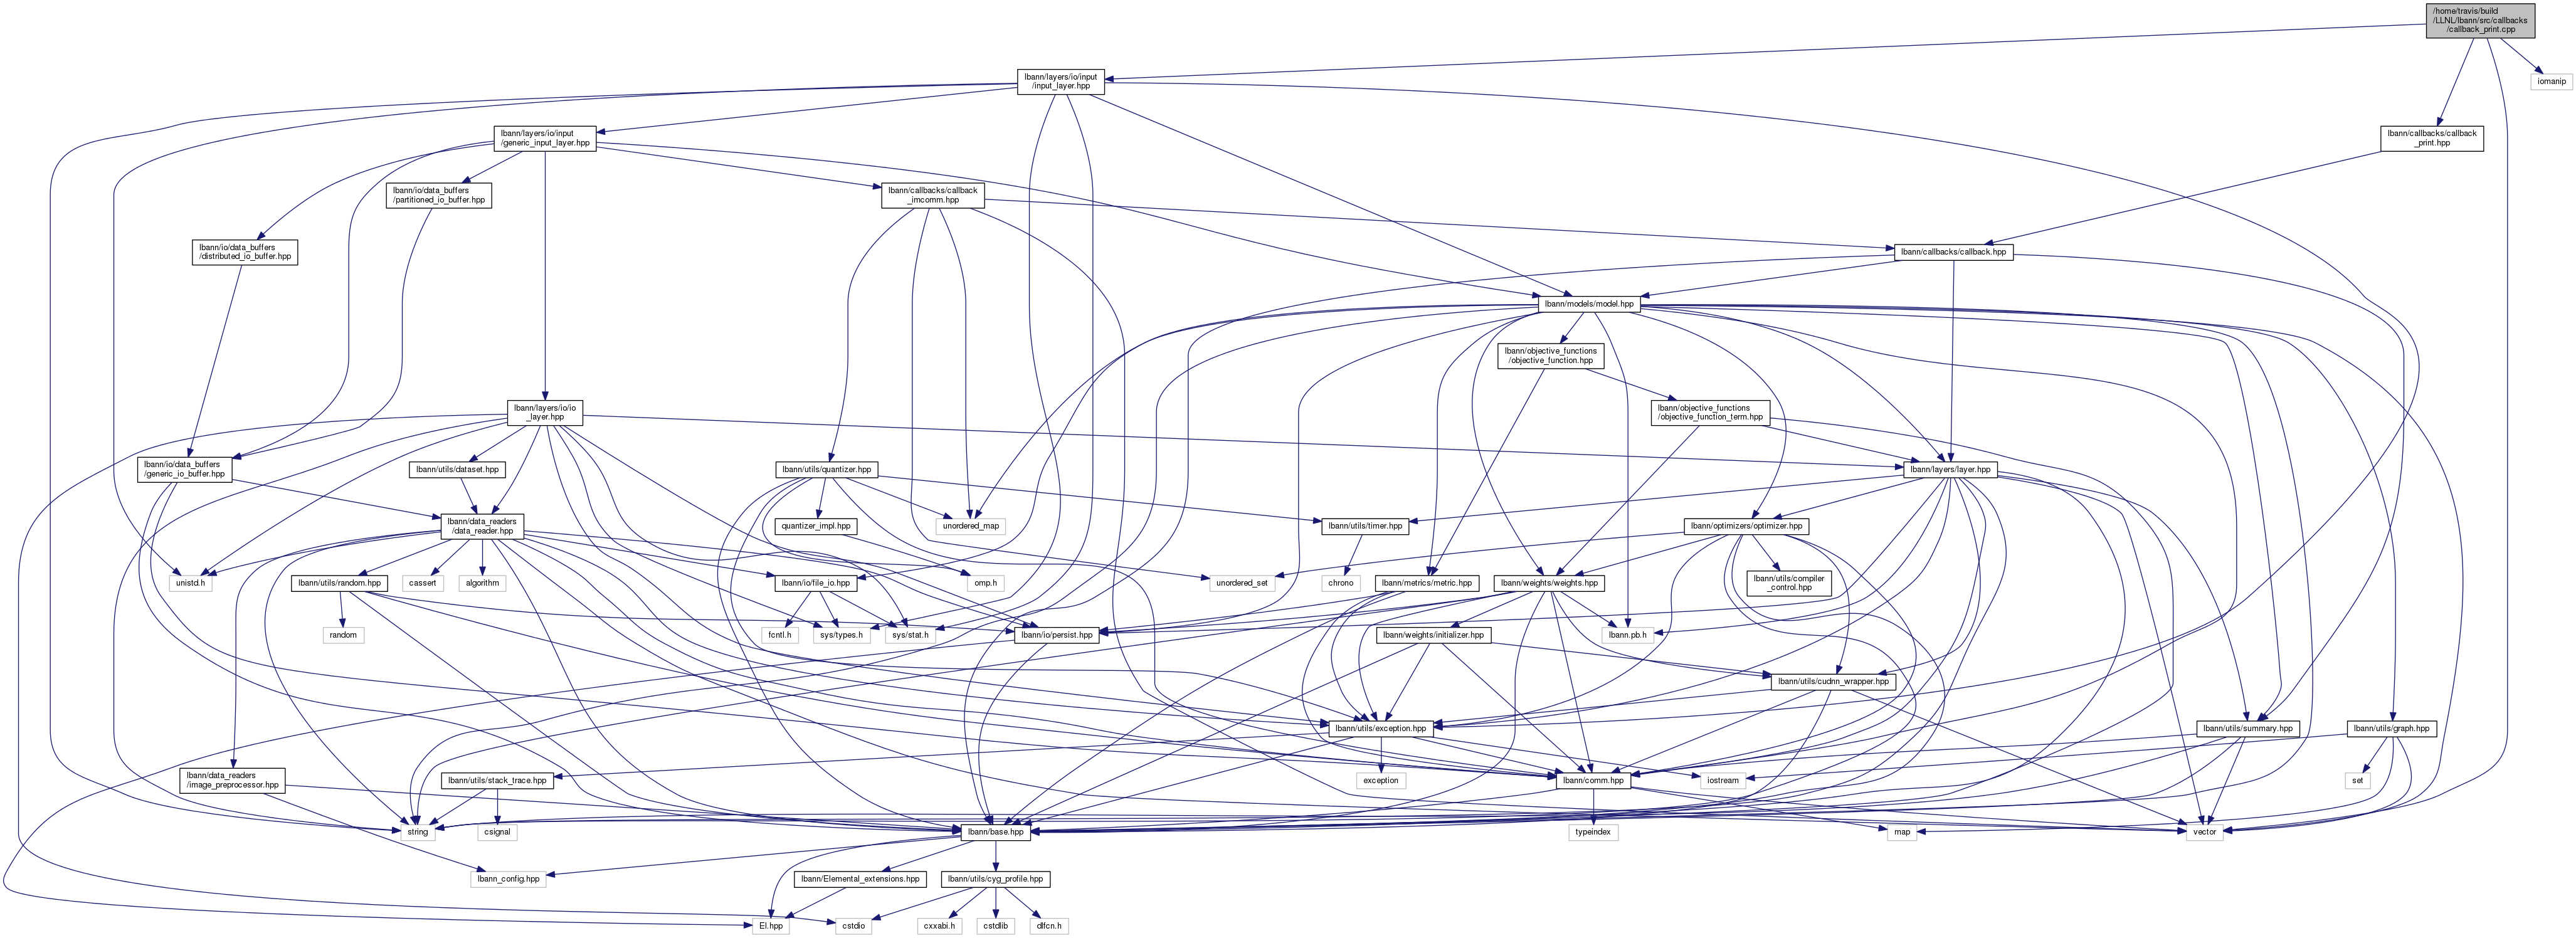 /home/travis/build
/LLNL/lbann/src/callbacks
/callback_print.cpp
lbann/layers/io/input
/input_layer.hpp
iomanip
lbann/layers/io/input
/generic_input_layer.hpp
lbann/callbacks/callback
_print.hpp
lbann/io/data_buffers
/partitioned_io_buffer.hpp
lbann/callbacks/callback
_imcomm.hpp
lbann/io/data_buffers
/distributed_io_buffer.hpp
lbann/callbacks/callback.hpp
lbann/models/model.hpp
lbann/objective_functions
/objective_function.hpp
lbann/layers/io/io
_layer.hpp
lbann/objective_functions
/objective_function_term.hpp
lbann/io/data_buffers
/generic_io_buffer.hpp
lbann/utils/dataset.hpp
lbann/utils/quantizer.hpp
lbann/layers/layer.hpp
lbann/data_readers
/data_reader.hpp
quantizer_impl.hpp
unordered_map
lbann/utils/timer.hpp
lbann/optimizers/optimizer.hpp
unistd.h
lbann/utils/random.hpp
cassert
algorithm
lbann/io/file_io.hpp
omp.h
unordered_set
chrono
lbann/metrics/metric.hpp
lbann/weights/weights.hpp
lbann/utils/compiler
_control.hpp
random
fcntl.h
sys/types.h
sys/stat.h
lbann/io/persist.hpp
lbann/weights/initializer.hpp
lbann.pb.h
lbann/utils/cudnn_wrapper.hpp
lbann/utils/exception.hpp
lbann/utils/summary.hpp
lbann/utils/graph.hpp
lbann/data_readers
/image_preprocessor.hpp
lbann/utils/stack_trace.hpp
exception
lbann/comm.hpp
iostream
set
string
csignal
lbann/base.hpp
typeindex
map
vector
lbann_config.hpp
lbann/Elemental_extensions.hpp
lbann/utils/cyg_profile.hpp
El.hpp
cstdio
cxxabi.h
cstdlib
dlfcn.h